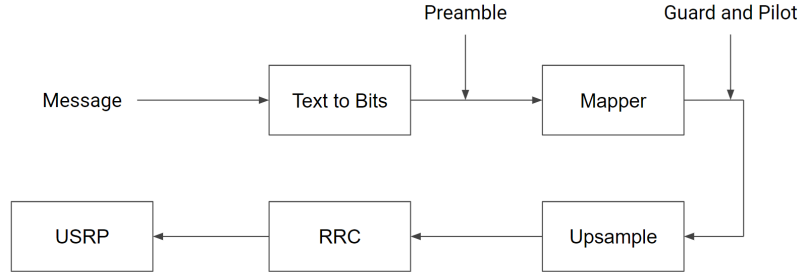 Preamble
Guard and Pilot
Message
Text to Bits
Mapper
USRP
RRC
Upsample